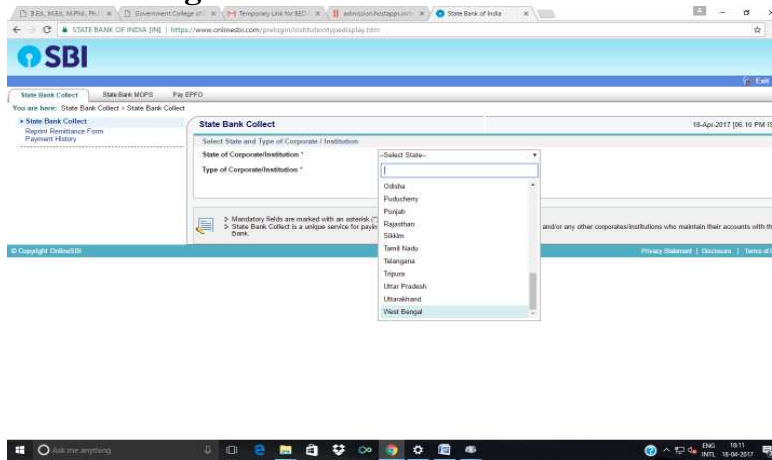 B.Ed., M.Ed., M.Phil., Ph.
Government College of
Temporary Link for BED
admission.hostapps.in
State Bank of India
STATE BANK OF INDIA [IN] | https://www.onlinesbi.com/prelogin/institutiontypedisplay.htm
SBI
Exit
State Bank Collect State Bank MOPS Pay EPFO
You are here: State Bank Collect > State Bank Collect
State Bank Collect
Reprint Remittance Form
Payment History
State Bank Collect 18-Apr-2017 [06:10 PM IS
Select State and Type of Corporate / Institution
State of Corporate/Institution * --Select State--
Type of Corporate/Institution *
Odisha
Puducherry
Punjab
Rajasthan
Sikkim
Tamil Nadu
Telangana
Tripura
Uttar Pradesh
Uttarakhand
West Bengal
Mandatory fields are marked with an asterisk (*)
State Bank Collect is a unique service for payin and/or any other corporates/institutions who maintain their accounts with th
Bank.
© Copyright OnlineSBI Privacy Statement | Disclosure | Terms of
Ask me anything
ENG 18:11
INTL 18-04-2017